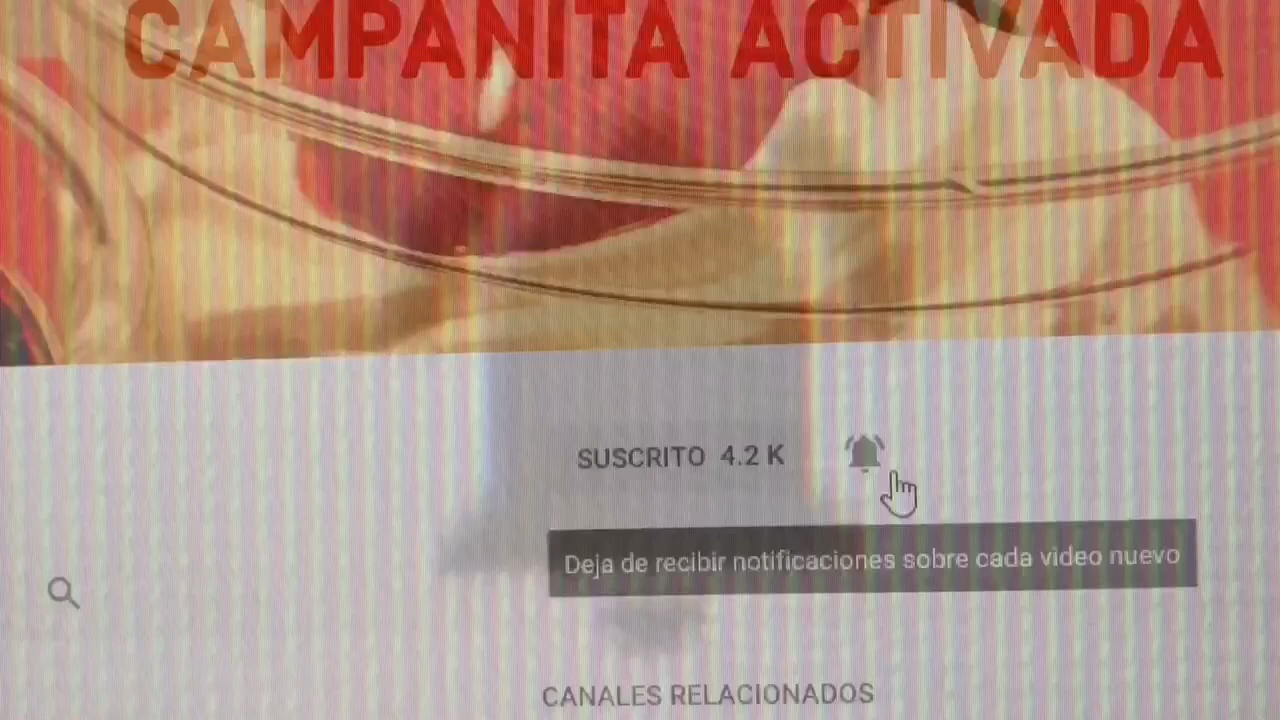 CAMPANITA ACTIVADA
SUSCRITO 4.2 K
Deja de recibir notificaciones sobre cada video nuevo
CANALES RELACIONADOS